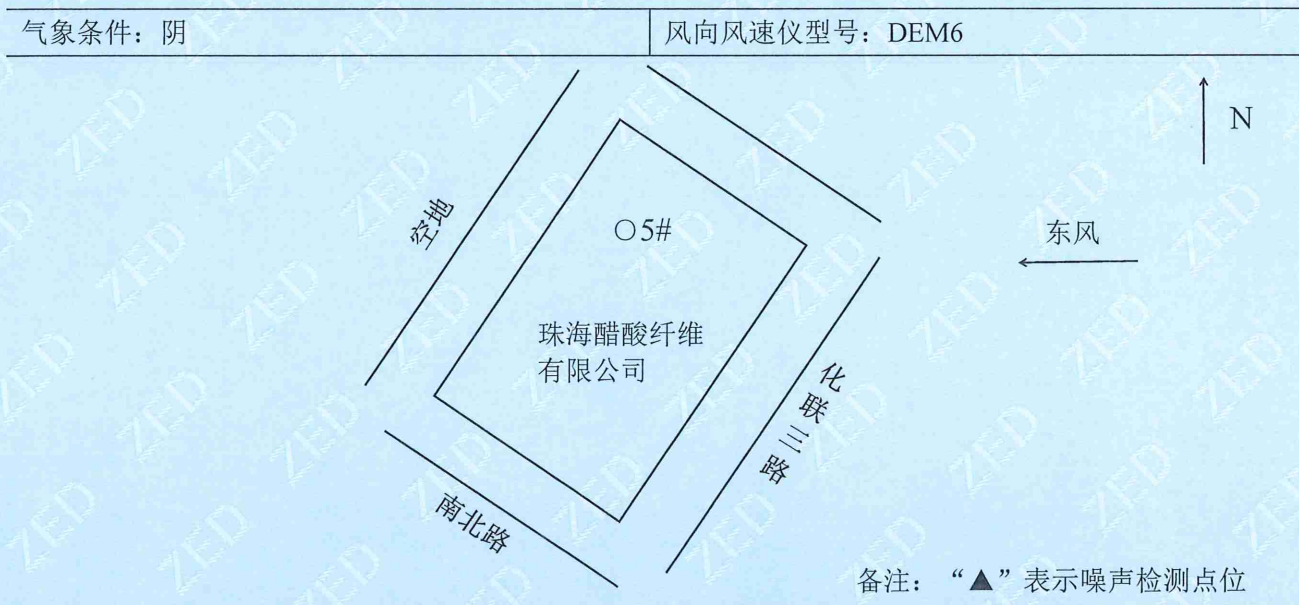 气象条件：阴
风向风速仪型号：DEM6
N
空地
○5#
东风
珠海醋酸纤维
有限公司
化联三路
南北路
备注：“▲”表示噪声检测点位
ZED